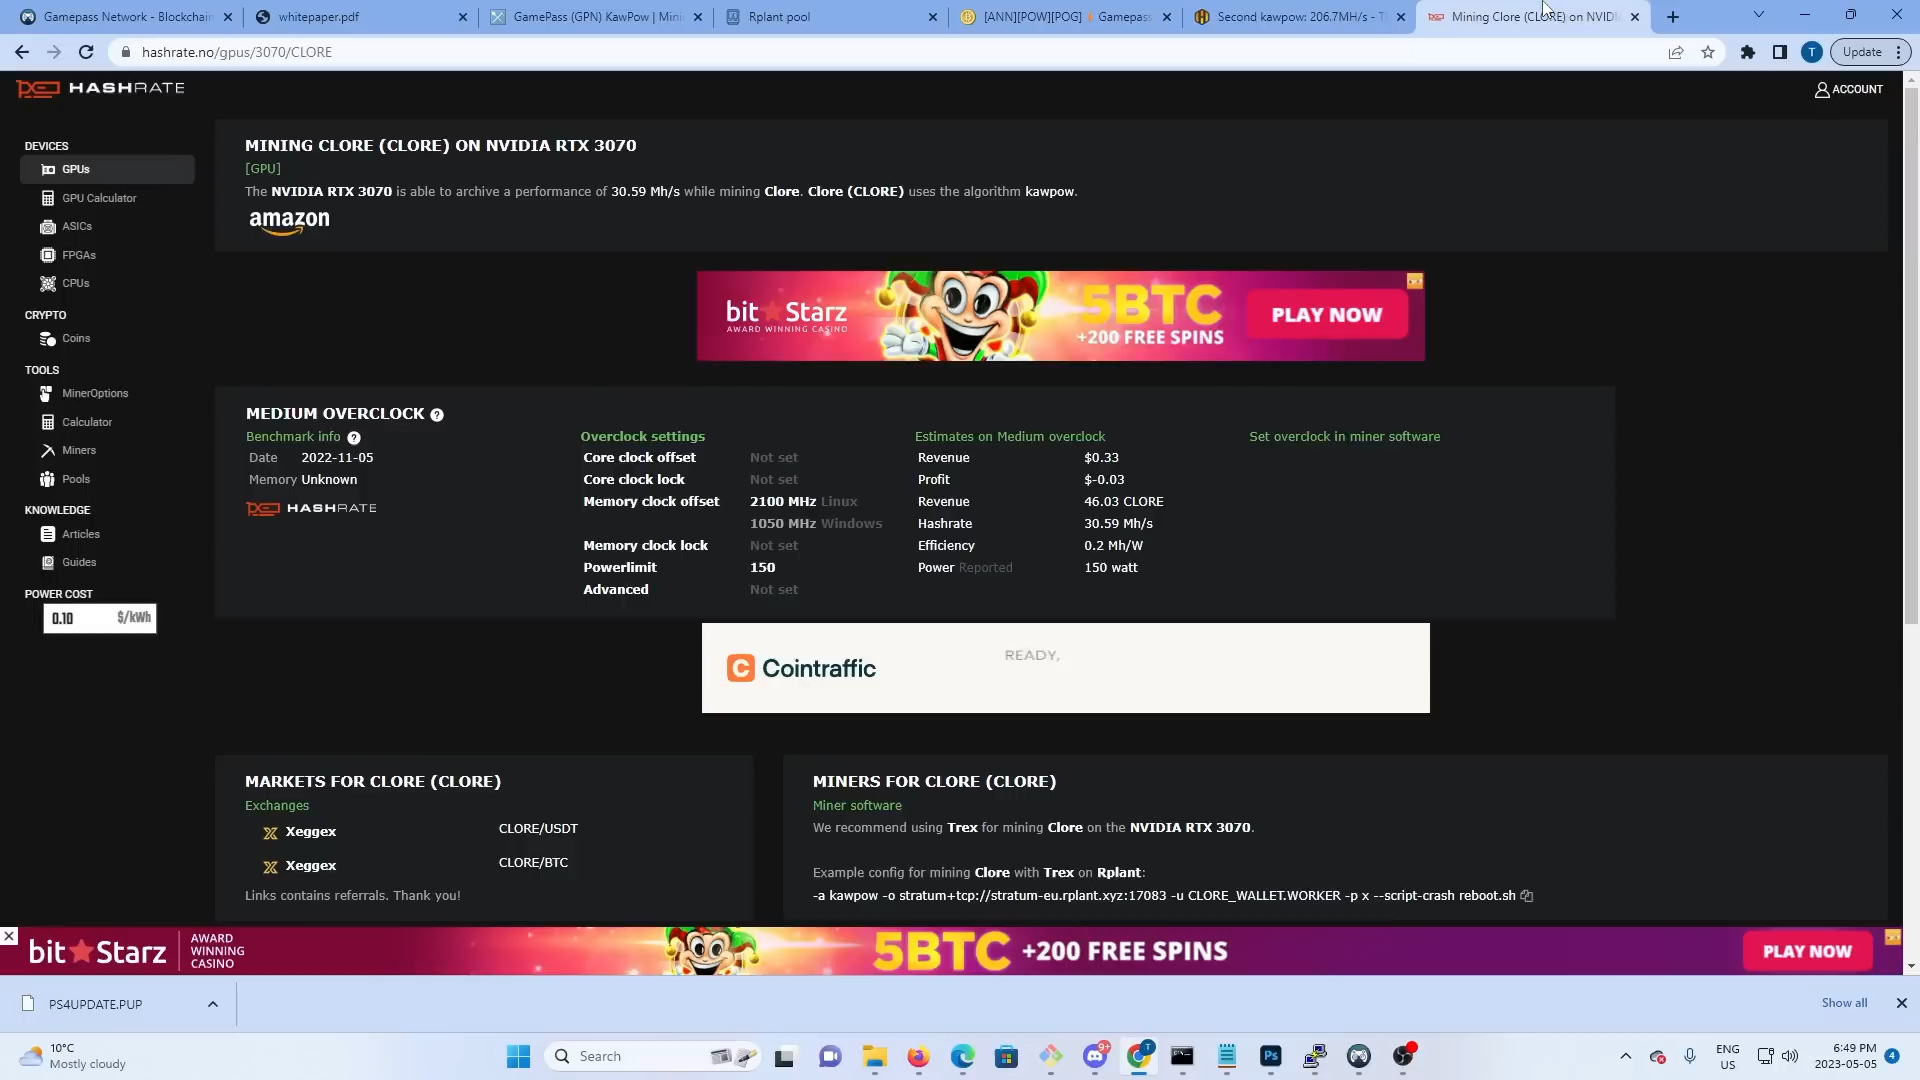 Gamepass Network - Blockchain
whitepaper.pdf
GamePass (GPN) KawPow | Mini
Rplant pool
[ANN][POW][POG] Gamepass
Second kawpow: 206.7MH/s - T
Mining Clore (CLORE) on NVIDI
hashrate.no/gpus/3070/CLORE
T
Update
HASHRATE
ACCOUNT
DEVICES
GPUs
GPU Calculator
ASICs
FPGAs
CPUs
CRYPTO
Coins
TOOLS
MinerOptions
Calculator
Miners
Pools
KNOWLEDGE
Articles
Guides
POWER COST
0.10 $/kWh
MINING CLORE (CLORE) ON NVIDIA RTX 3070
[GPU]
The NVIDIA RTX 3070 is able to archive a performance of 30.59 Mh/s while mining Clore. Clore (CLORE) uses the algorithm kawpow.
amazon
bit Starz
AWARD WINNING CASINO
5BTC
+200 FREE SPINS
PLAY NOW
MEDIUM OVERCLOCK ?
Benchmark info ?
Date 2022-11-05
Memory Unknown
HASHRATE
Overclock settings
Core clock offset Not set
Core clock lock Not set
Memory clock offset 2100 MHz Linux
1050 MHz Windows
Memory clock lock Not set
Powerlimit 150
Advanced Not set
Estimates on Medium overclock
Revenue $0.33
Profit $-0.03
Revenue 46.03 CLORE
Hashrate 30.59 Mh/s
Efficiency 0.2 Mh/W
Power Reported 150 watt
Set overclock in miner software
C Cointraffic
READY,
MARKETS FOR CLORE (CLORE)
Exchanges
Xeggex CLORE/USDT
Xeggex CLORE/BTC
Links contains referrals. Thank you!
MINERS FOR CLORE (CLORE)
Miner software
We recommend using Trex for mining Clore on the NVIDIA RTX 3070.
Example config for mining Clore with Trex on Rplant:
-a kawpow -o stratum+tcp://stratum-eu.rplant.xyz:17083 -u CLORE_WALLET.WORKER -p x --script-crash reboot.sh
bit Starz
AWARD
WINNING
CASINO
5BTC +200 FREE SPINS
PLAY NOW
PS4UPDATE.PUP
Show all
10°C
Mostly cloudy
Search
9+
T
Ps
ENG
US
6:49 PM
2023-05-05
4